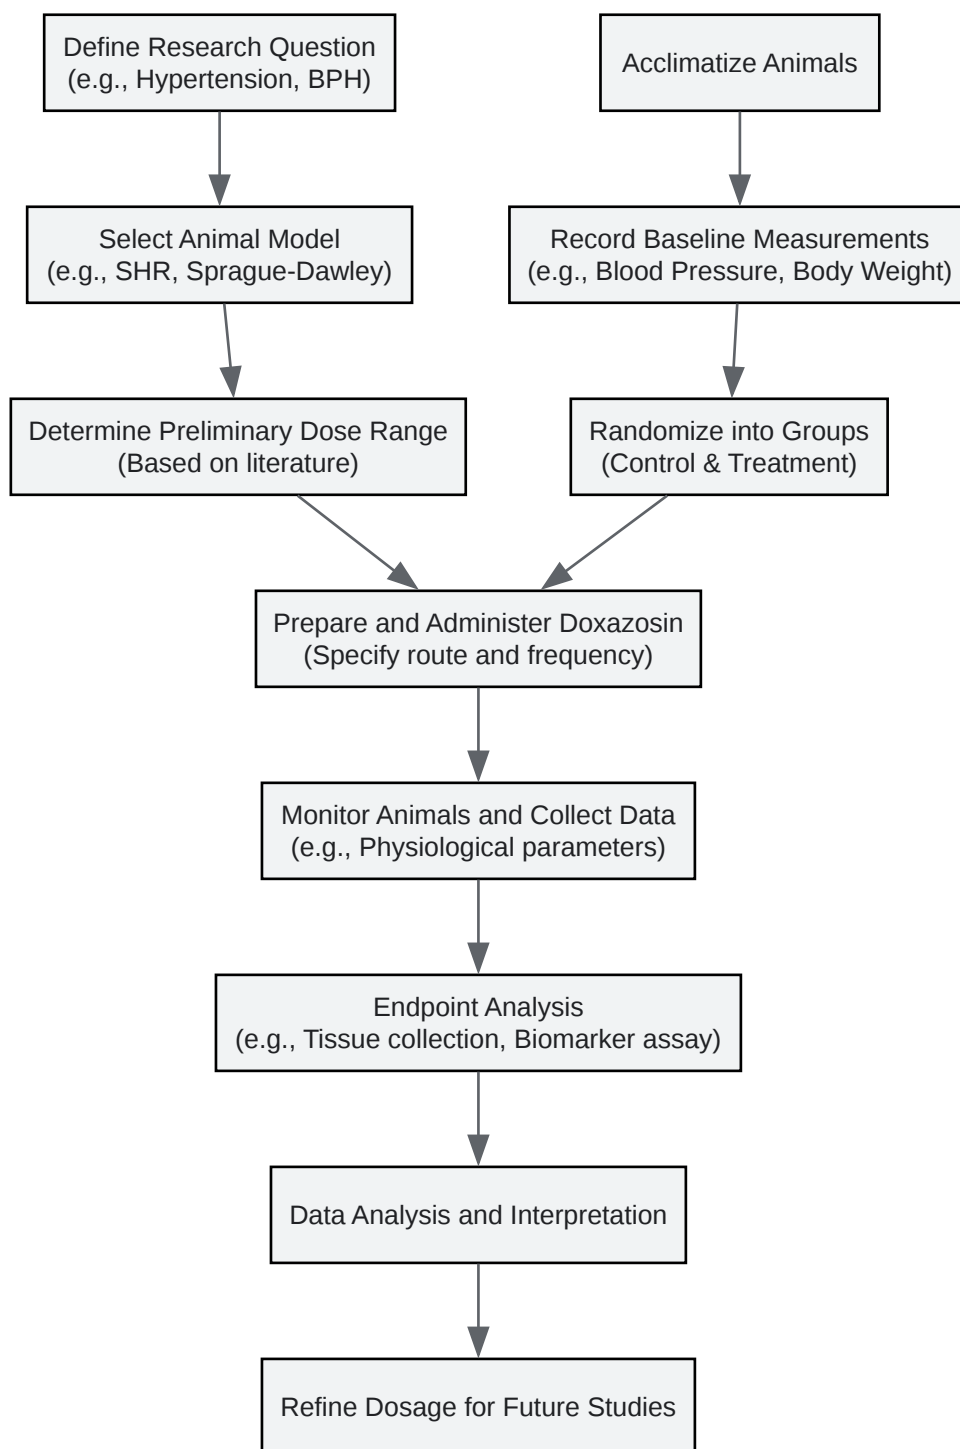 Define Research Question
(e.g., Hypertension, BPH)
Acclimatize Animals
Select Animal Model
(e.g., SHR, Sprague-Dawley)
Record Baseline Measurements
(e.g., Blood Pressure, Body Weight)
Determine Preliminary Dose Range
(Based on literature)
Randomize into Groups
(Control & Treatment)
Prepare and Administer Doxazosin
(Specify route and frequency)
Monitor Animals and Collect Data
(e.g., Physiological parameters)
Endpoint Analysis
(e.g., Tissue collection, Biomarker assay)
Data Analysis and Interpretation
Refine Dosage for Future Studies